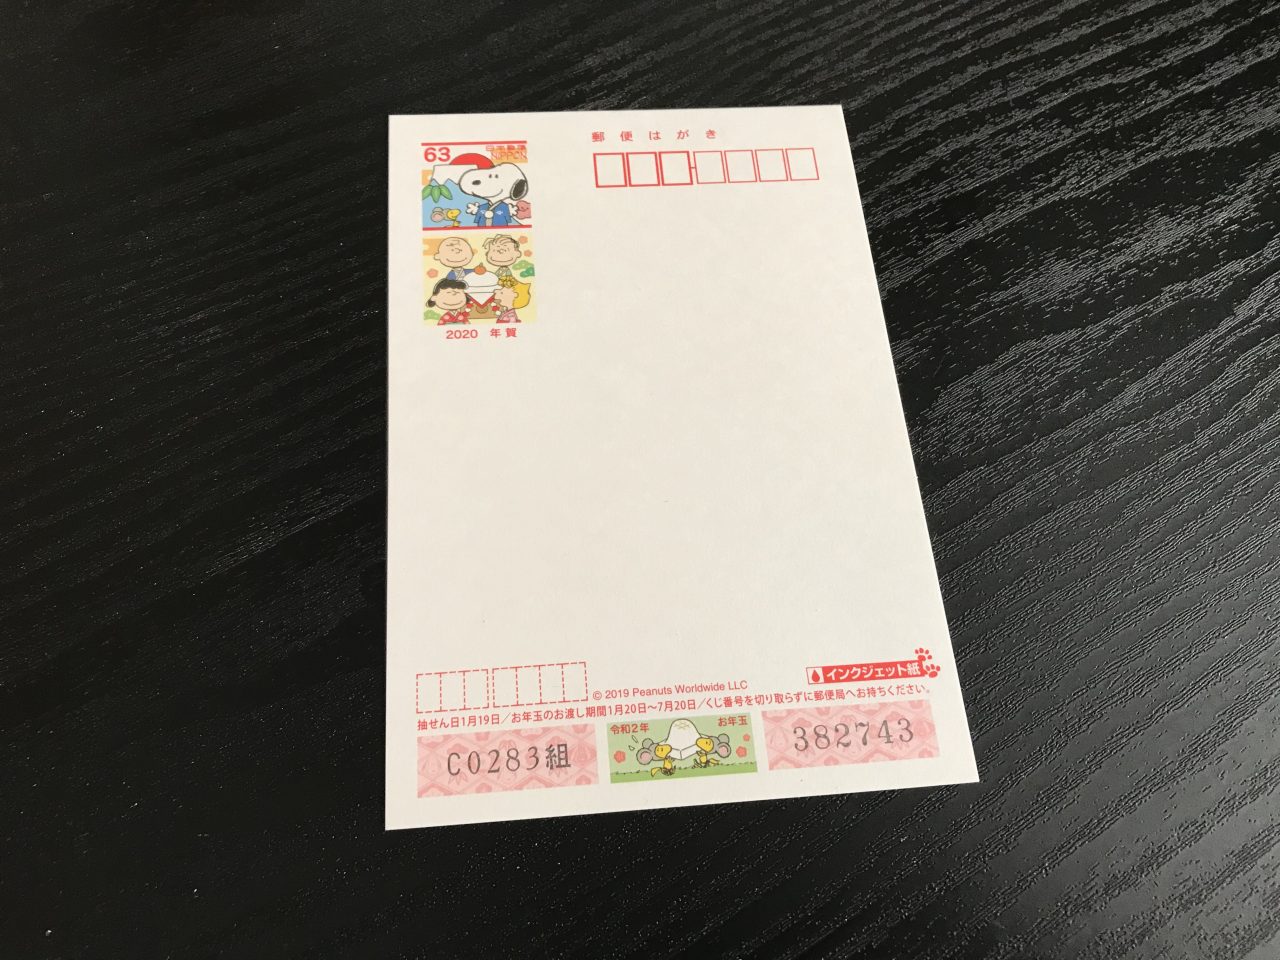 郵便はがき
63
日本郵便
NIPPON
2020 年賀
© 2019 Peanuts Worldwide LLC
インクジェット紙
抽せん日1月19日／お年玉のお渡し期間1月20日～7月20日／くじ番号を切り取らずに郵便局へお持ちください。
C0283組
令和2年
お年玉
382743